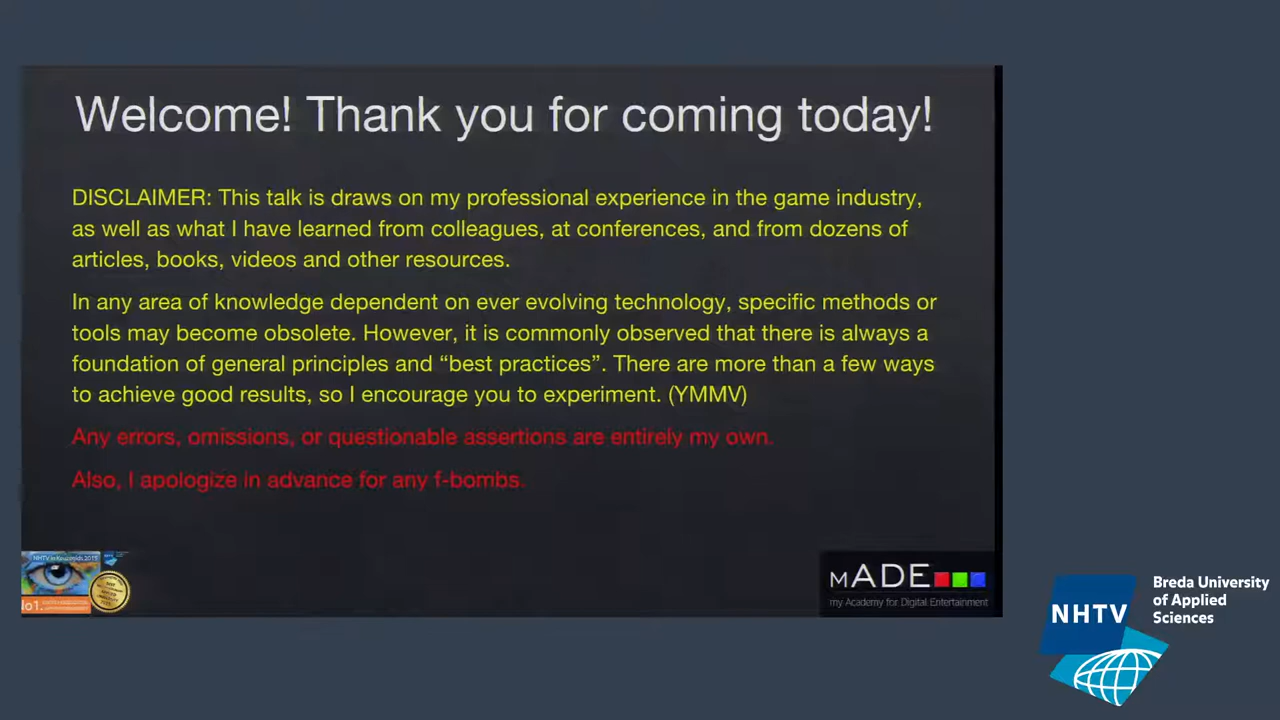 Welcome! Thank you for coming today!
DISCLAIMER: This talk is draws on my professional experience in the game industry,
as well as what I have learned from colleagues, at conferences, and from dozens of
articles, books, videos and other resources.
In any area of knowledge dependent on ever evolving technology, specific methods or
tools may become obsolete. However, it is commonly observed that there is always a
foundation of general principles and “best practices”. There are more than a few ways
to achieve good results, so I encourage you to experiment. (YMMV)
Any errors, omissions, or questionable assertions are entirely my own.
Also, I apologize in advance for any f-bombs.
mADE
my Academy for Digital Entertainment
NHTV
Breda University
of Applied
Sciences